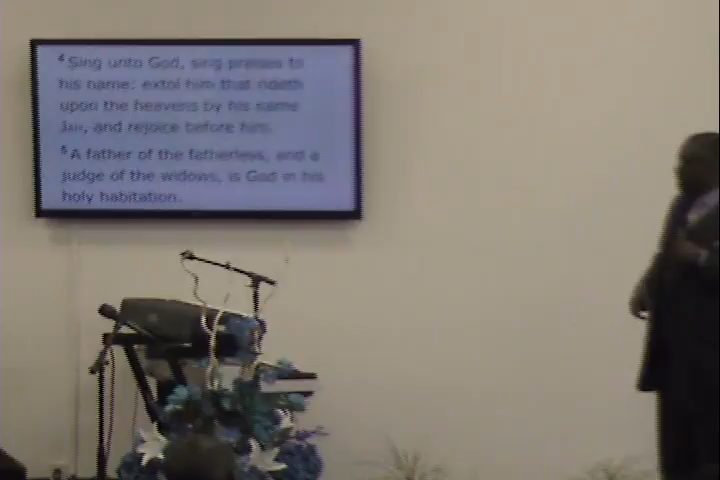 4 Sing unto God, sing praises to
his name: extol him that rideth
upon the heavens by his name
JAH, and rejoice before him.
5 A father of the fatherless, and a
judge of the widows, is God in his
holy habitation.